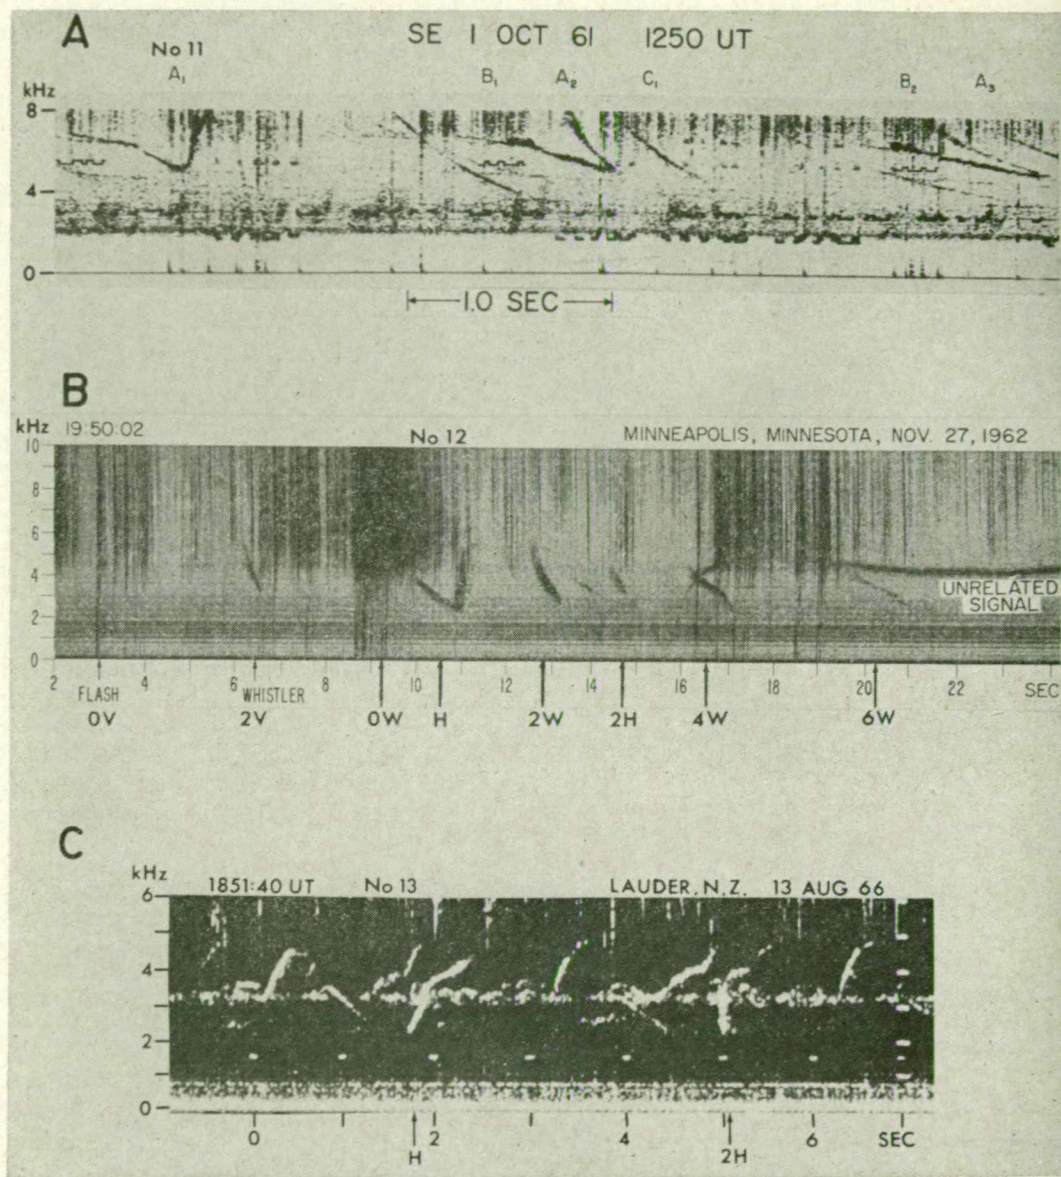 A
SE 1 OCT 61 1250 UT
No 11
A₁ B₁ A₂ C₁ B₂ A₃
kHz
8
4
0
1.0 SEC
B
kHz 19:50:02 No 12 MINNEAPOLIS, MINNESOTA, NOV. 27, 1962
10
8
6
4
2
0
UNRELATED
SIGNAL
2 4 6 8 10 12 14 16 18 20 22 SEC
FLASH WHISTLER
0V 2V 0W H 2W 2H 4W 6W
C
kHz
1851:40 UT No 13 LAUDER, N.Z. 13 AUG 66
6
4
2
0
0 2 4 6 SEC
H 2H